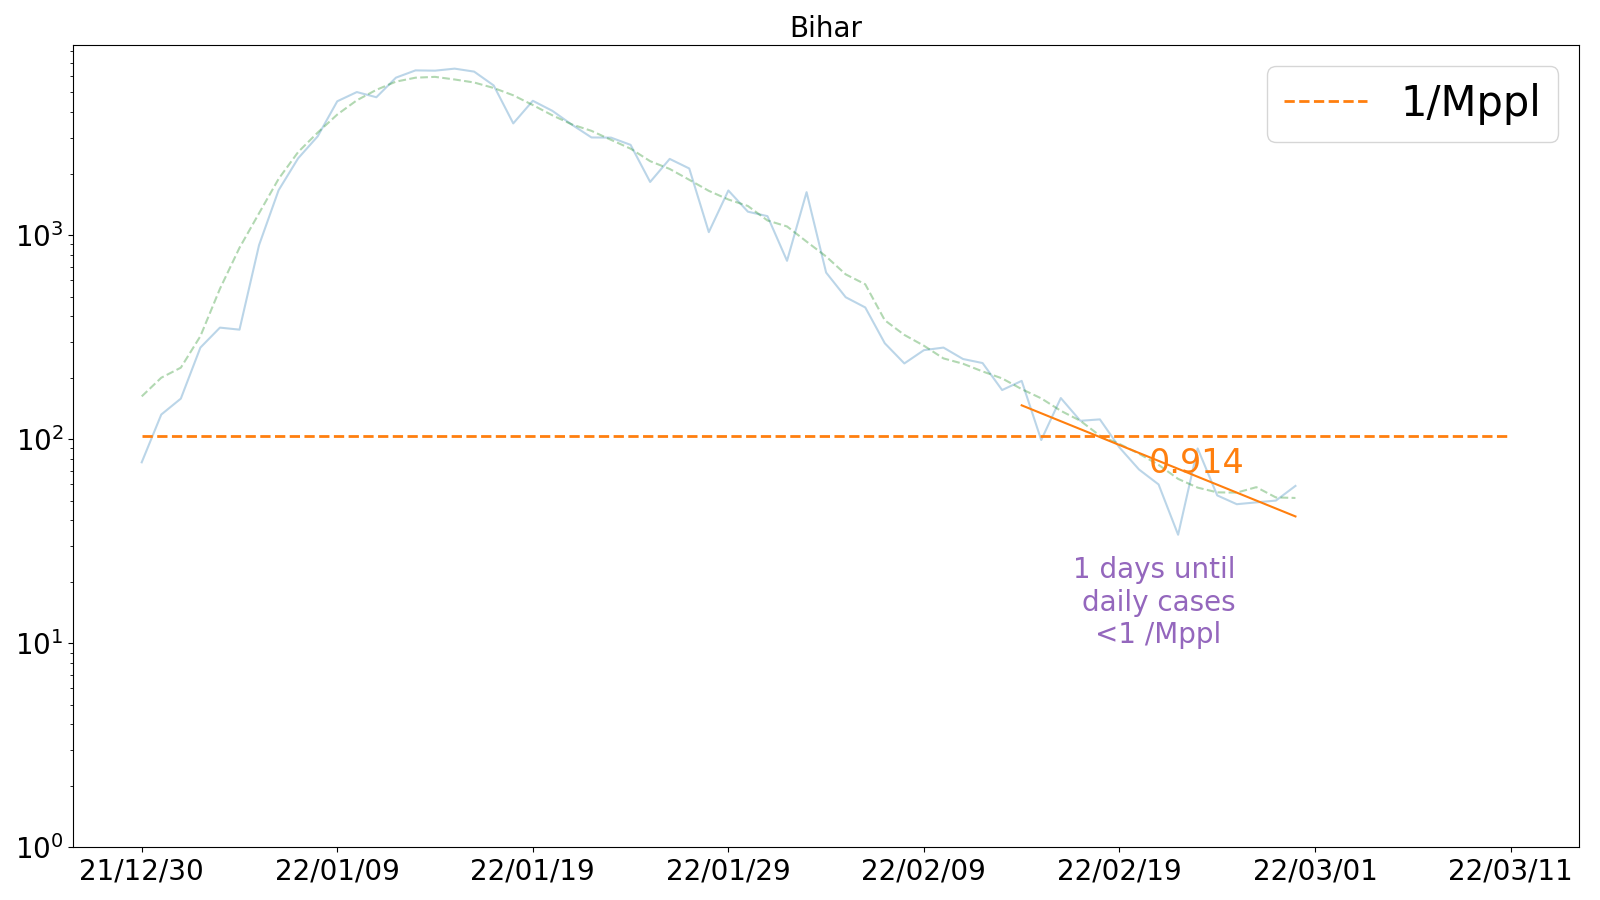 Bihar
1/Mppl
10³
10²
10¹
10⁰
0.914
1 days until
daily cases
<1 /Mppl
21/12/30 22/01/09 22/01/19 22/01/29 22/02/09 22/02/19 22/03/01 22/03/11